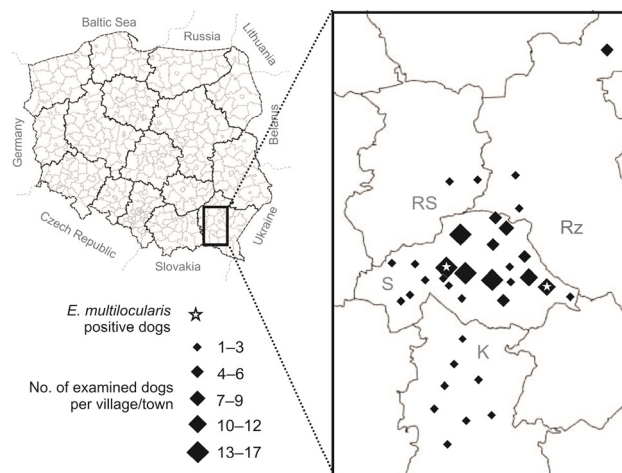 Baltic Sea
Russia
Lithuania
Belarus
Germany
Ukraine
Czech Republic
Slovakia
E. multilocularis
positive dogs
No. of examined dogs
per village/town
1–3
4–6
7–9
10–12
13–17
RS
Rz
S
K